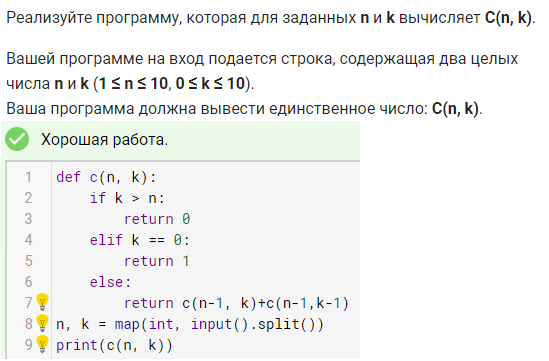 Реализуйте программу, которая для заданных n и k вычисляет C(n, k).
Вашей программе на вход подается строка, содержащая два целых
числа n и k (1 ≤ n ≤ 10, 0 ≤ k ≤ 10).
Ваша программа должна вывести единственное число: C(n, k).
Хорошая работа.
1 def c(n, k):
2     if k > n:
3         return 0
4     elif k == 0:
5         return 1
6     else:
7         return c(n-1, k)+c(n-1,k-1)
8 n, k = map(int, input().split())
9 print(c(n, k))